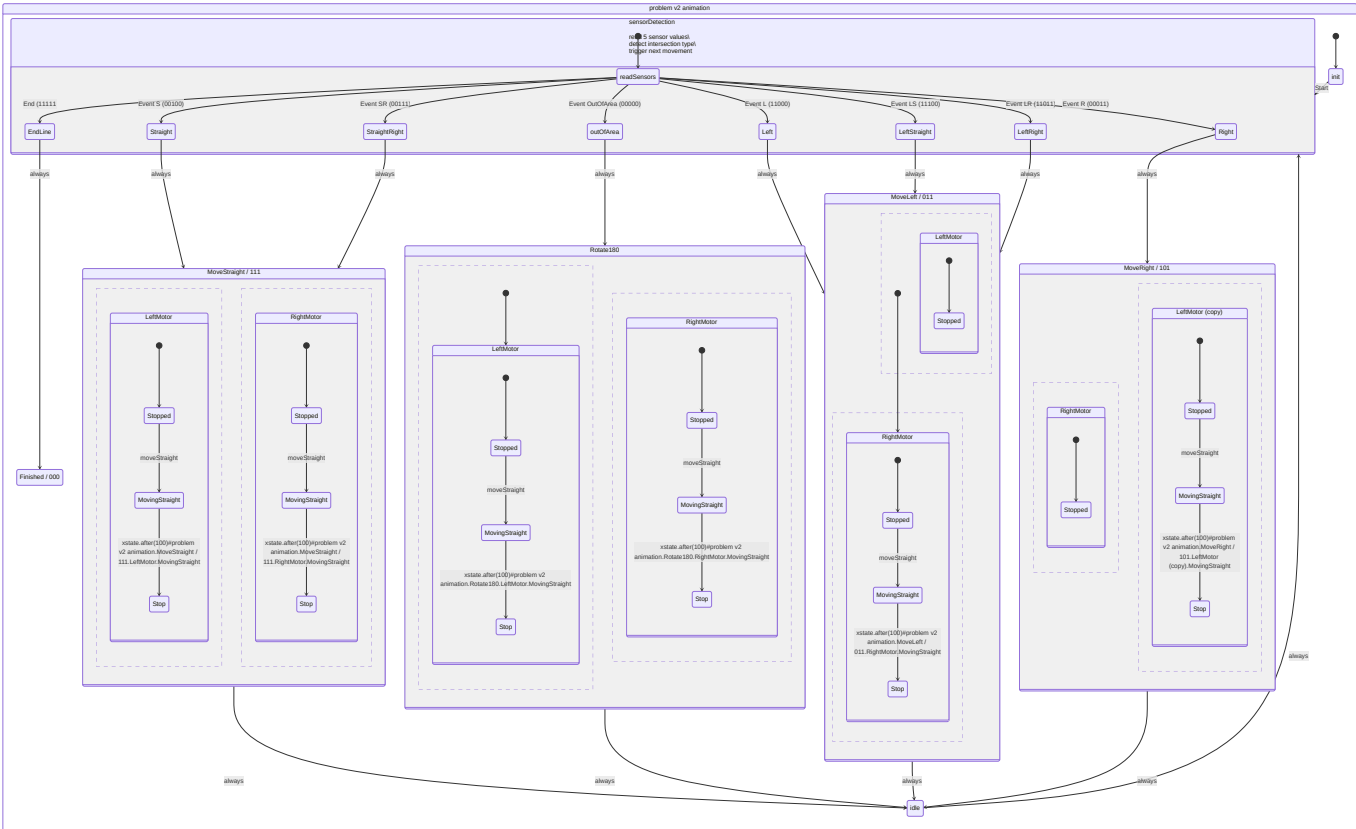 problem v2 animation
sensorDetection
5 sensor values\
detect intersection type\
trigger next movement
readSensors
init
Start
End (11111
Event S (00100)
Event SR (00111)
Event OutOfArea (00000)
Event L (11000)
Event LS (11100)
Event LR (11011)
Event R (00011)
EndLine
Straight
StraightRight
outOfArea
Left
LeftStraight
LeftRight
Right
always
always
always
always
always
always
always
always
MoveStraight / 111
LeftMotor
Stopped
moveStraight
MovingStraight
xstate.after(100)#problem
v2 animation.MoveStraight /
111.LeftMotor.MovingStraight
Stop
RightMotor
Stopped
moveStraight
MovingStraight
xstate.after(100)#problem v2
animation.MoveStraight /
111.RightMotor.MovingStraight
Stop
Rotate180
LeftMotor
Stopped
moveStraight
MovingStraight
xstate.after(100)#problem v2
animation.Rotate180.LeftMotor.MovingStraight
Stop
RightMotor
Stopped
moveStraight
MovingStraight
xstate.after(100)#problem v2
animation.Rotate180.RightMotor.MovingStraight
Stop
MoveLeft / 011
LeftMotor
Stopped
RightMotor
Stopped
moveStraight
MovingStraight
xstate.after(100)#problem v2
animation.MoveLeft /
011.RightMotor.MovingStraight
Stop
MoveRight / 101
RightMotor
Stopped
LeftMotor (copy)
Stopped
moveStraight
MovingStraight
xstate.after(100)#problem
v2 animation.MoveRight /
101.LeftMotor
(copy).MovingStraight
Stop
Finished / 000
always
always
always
always
always
idle